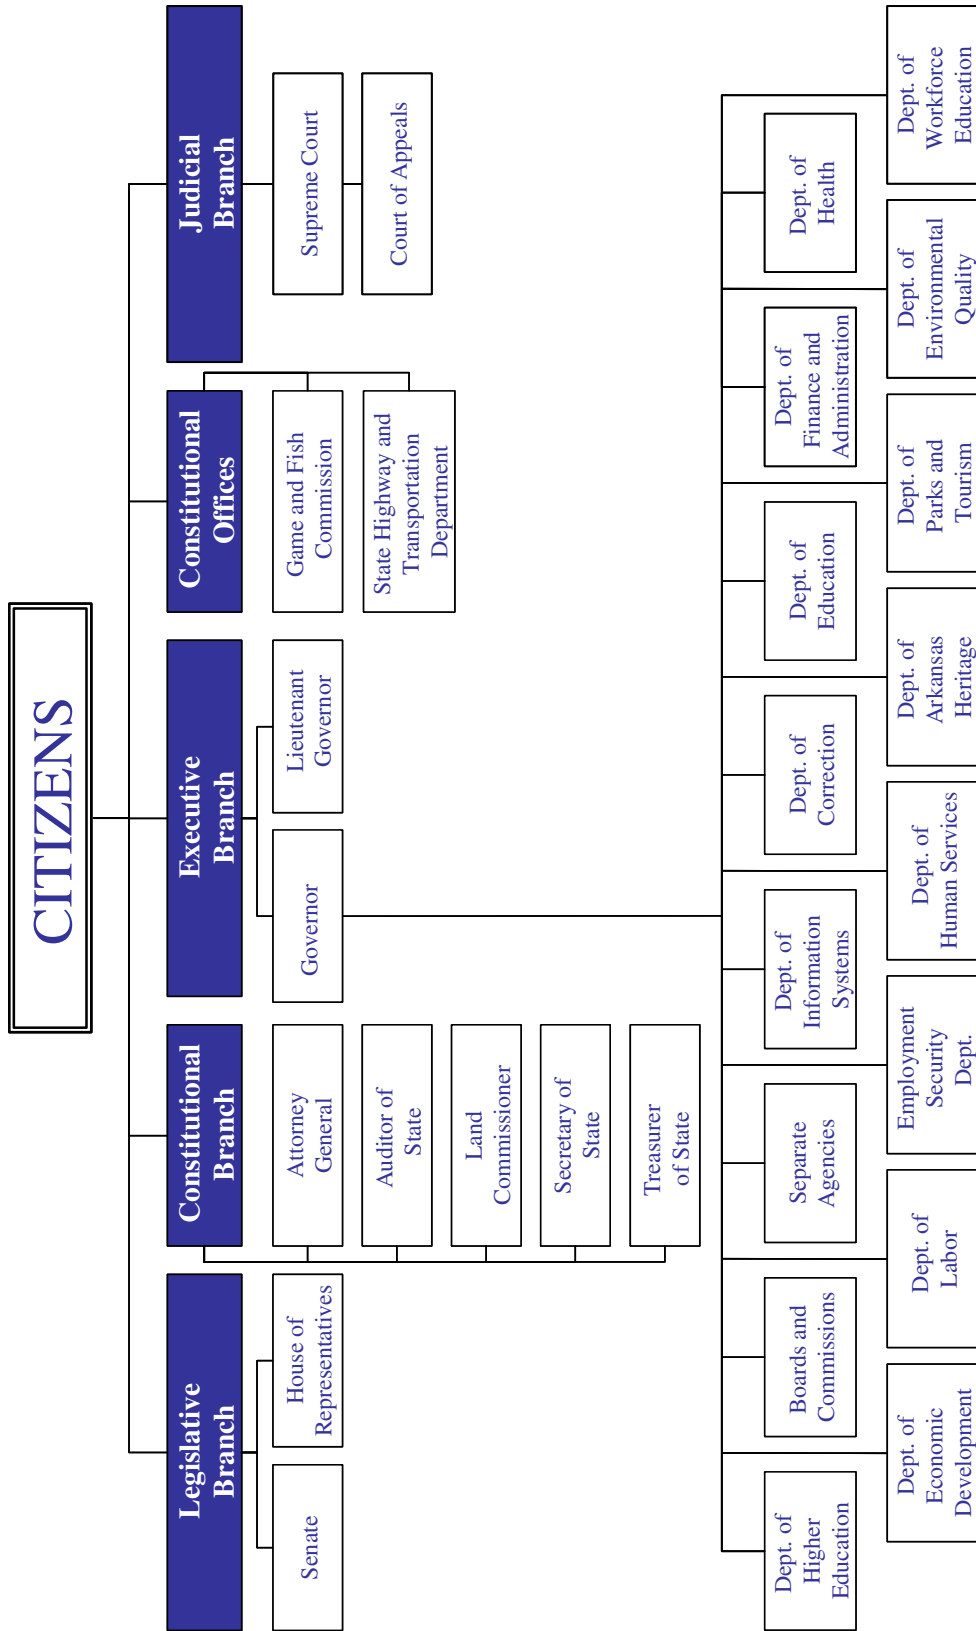 CITIZENS
Legislative
Branch
Constitutional
Branch
Executive
Branch
Constitutional
Offices
Judicial
Branch
Senate
House of
Representatives
Attorney
General
Auditor of
State
Land
Commissioner
Secretary of
State
Treasurer
of State
Governor
Lieutenant
Governor
Game and Fish
Commission
State Highway and
Transportation
Department
Supreme Court
Court of Appeals
Dept. of
Higher
Education
Boards and
Commissions
Separate
Agencies
Dept. of
Information
Systems
Dept. of
Correction
Dept. of
Education
Dept. of
Finance and
Administration
Dept. of
Health
Dept. of
Economic
Development
Dept. of
Labor
Employment
Security
Dept.
Dept. of
Human Services
Dept. of
Arkansas
Heritage
Dept. of
Parks and
Tourism
Dept. of
Environmental
Quality
Dept. of
Workforce
Education